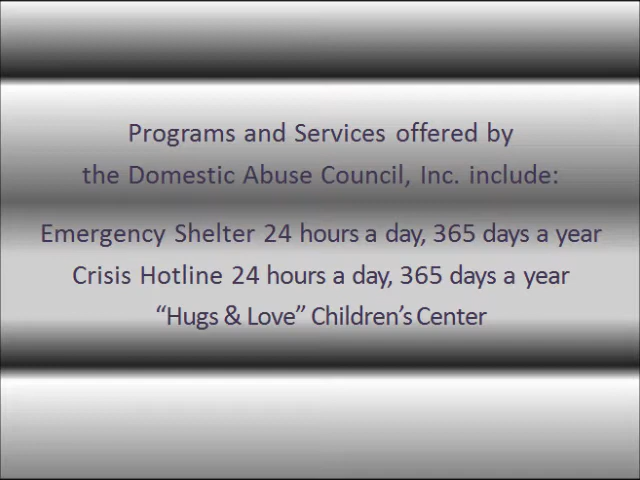 Programs and Services offered by
the Domestic Abuse Council, Inc. include:
Emergency Shelter 24 hours a day, 365 days a year
Crisis Hotline 24 hours a day, 365 days a year
“Hugs & Love” Children’s Center